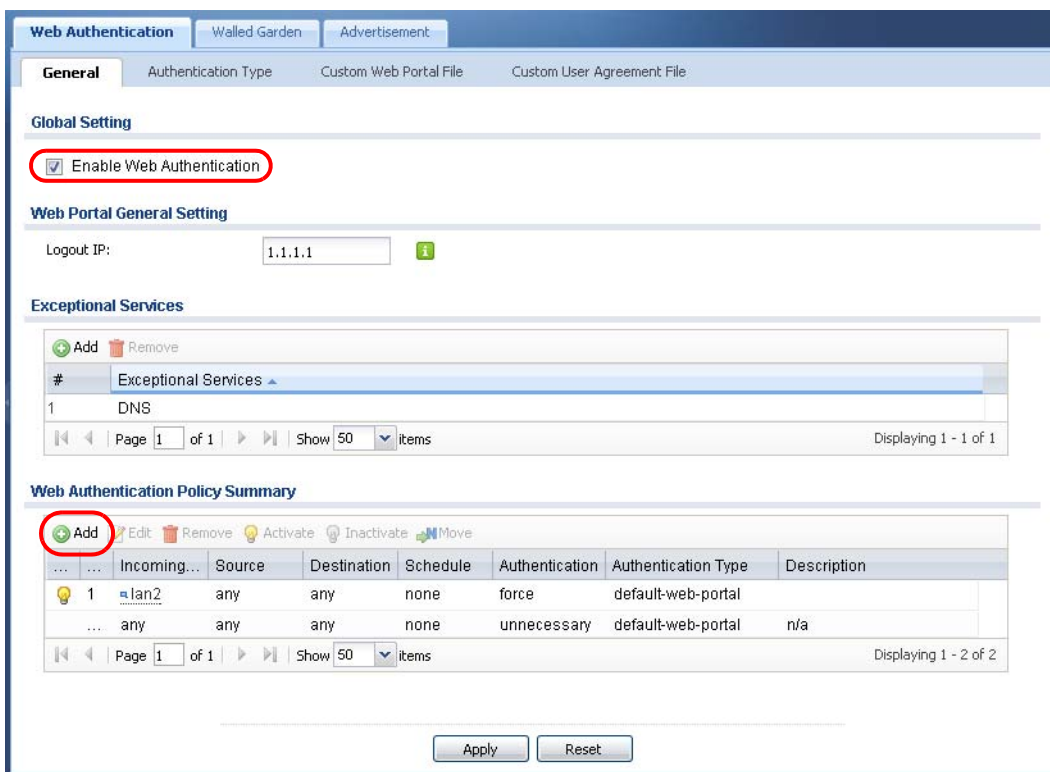 Web Authentication Walled Garden Advertisement
General Authentication Type Custom Web Portal File Custom User Agreement File
Global Setting
Enable Web Authentication
Web Portal General Setting
Logout IP: 1.1.1.1
Exceptional Services
Add Remove
# Exceptional Services
1 DNS
Page 1 of 1 Show 50 items Displaying 1 - 1 of 1
Web Authentication Policy Summary
Add Edit Remove Activate Inactivate Move
... ... Incoming... Source Destination Schedule Authentication Authentication Type Description
1 lan2 any any none force default-web-portal
... any any any none unnecessary default-web-portal n/a
Page 1 of 1 Show 50 items Displaying 1 - 2 of 2
Apply Reset